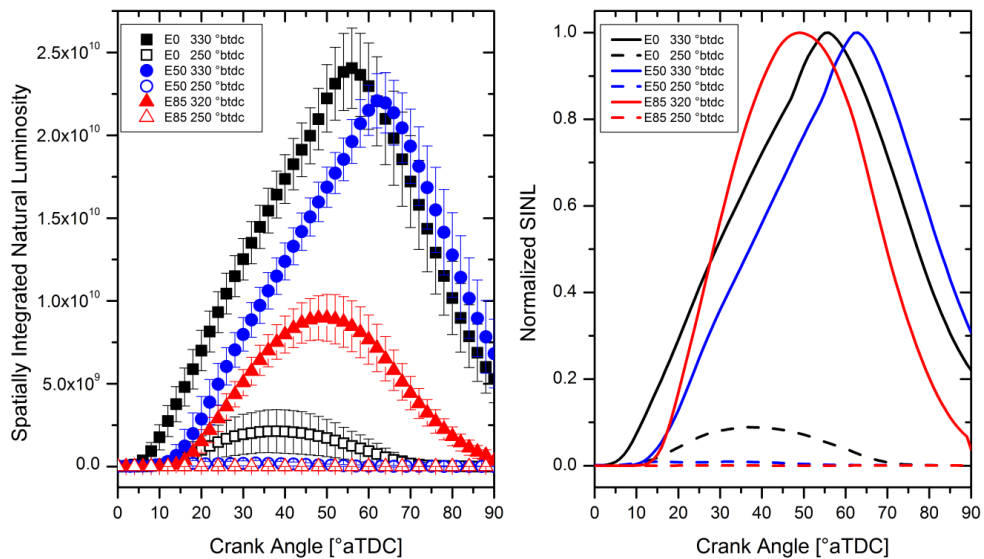 Spatially Integrated Natural Luminosity
2.5x10¹⁰
2.0x10¹⁰
1.5x10¹⁰
1.0x10¹⁰
5.0x10⁹
0.0
E0 330 °btdc
E0 250 °btdc
E50 330 °btdc
E50 250 °btdc
E85 320 °btdc
E85 250 °btdc
0 10 20 30 40 50 60 70 80 90
Crank Angle [°aTDC]
Normalized SINL
1.0
0.8
0.6
0.4
0.2
0.0
E0 330 °btdc
E0 250 °btdc
E50 330 °btdc
E50 250 °btdc
E85 320 °btdc
E85 250 °btdc
0 10 20 30 40 50 60 70 80 90
Crank Angle [°aTDC]